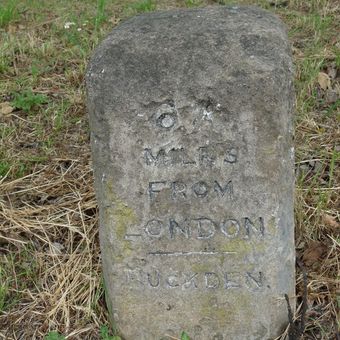 MILES
FROM
LONDON
BUCKDEN.